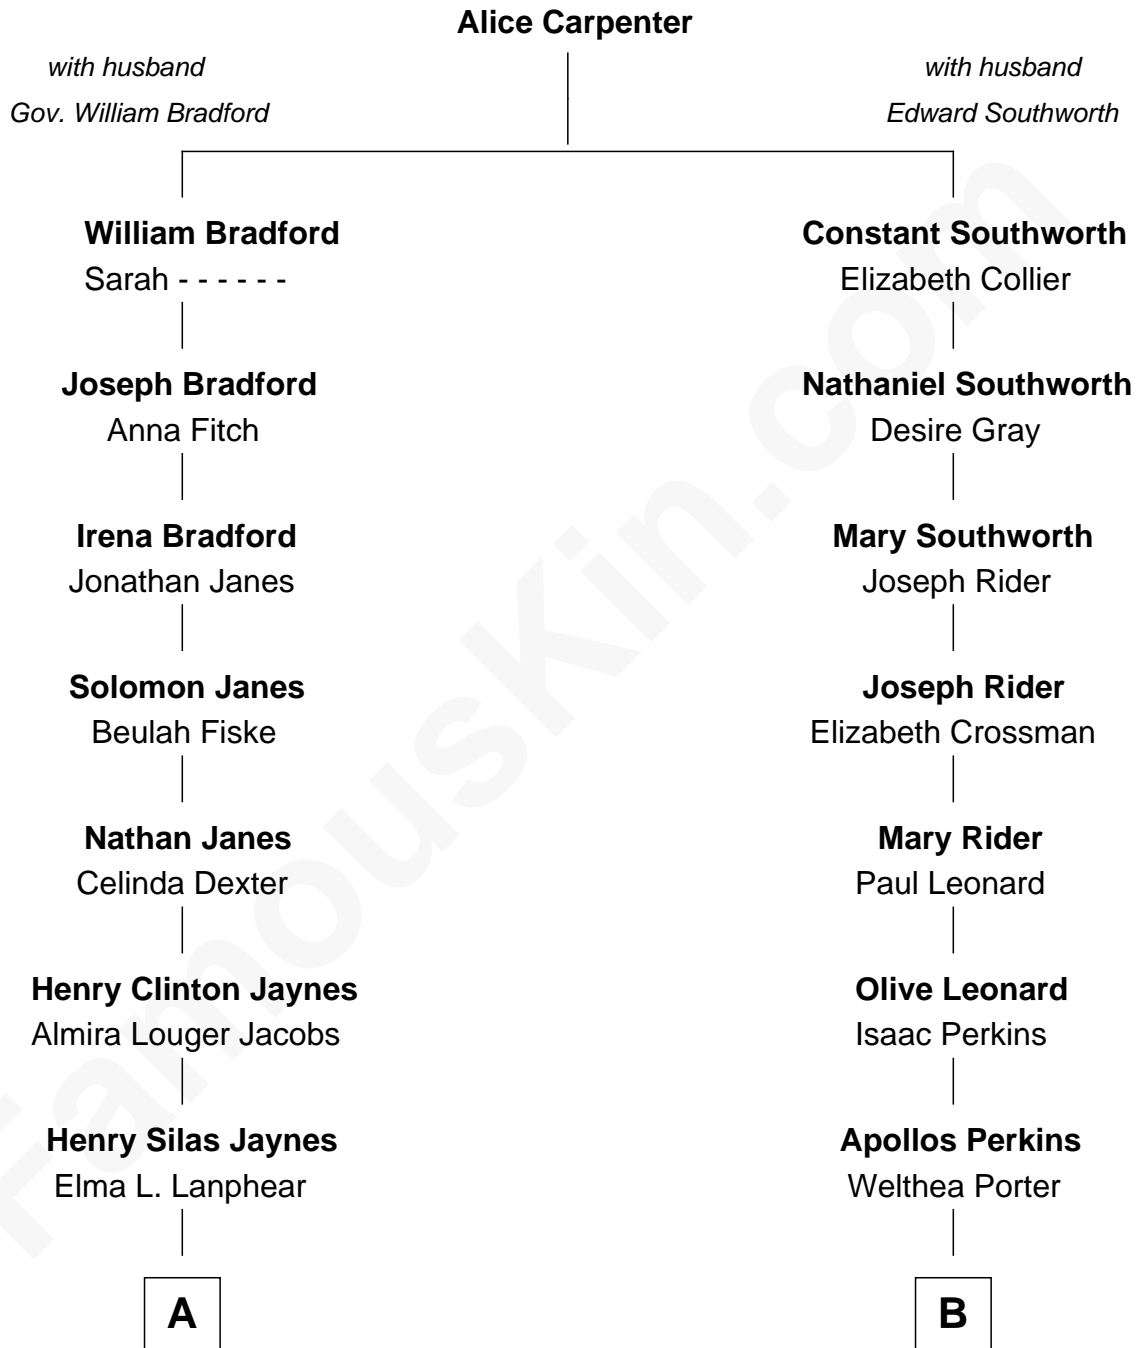 Alice Carpenter
with husband
Gov. William Bradford
with husband
Edward Southworth
William Bradford
Sarah - - - - - -
Constant Southworth
Elizabeth Collier
Joseph Bradford
Anna Fitch
Nathaniel Southworth
Desire Gray
Irena Bradford
Jonathan Janes
Mary Southworth
Joseph Rider
Solomon Janes
Beulah Fiske
Joseph Rider
Elizabeth Crossman
Nathan Janes
Celinda Dexter
Mary Rider
Paul Leonard
Henry Clinton Jaynes
Almira Louger Jacobs
Olive Leonard
Isaac Perkins
Henry Silas Jaynes
Elma L. Lanphear
Apollos Perkins
Welthea Porter
A
B
FamousKin.com